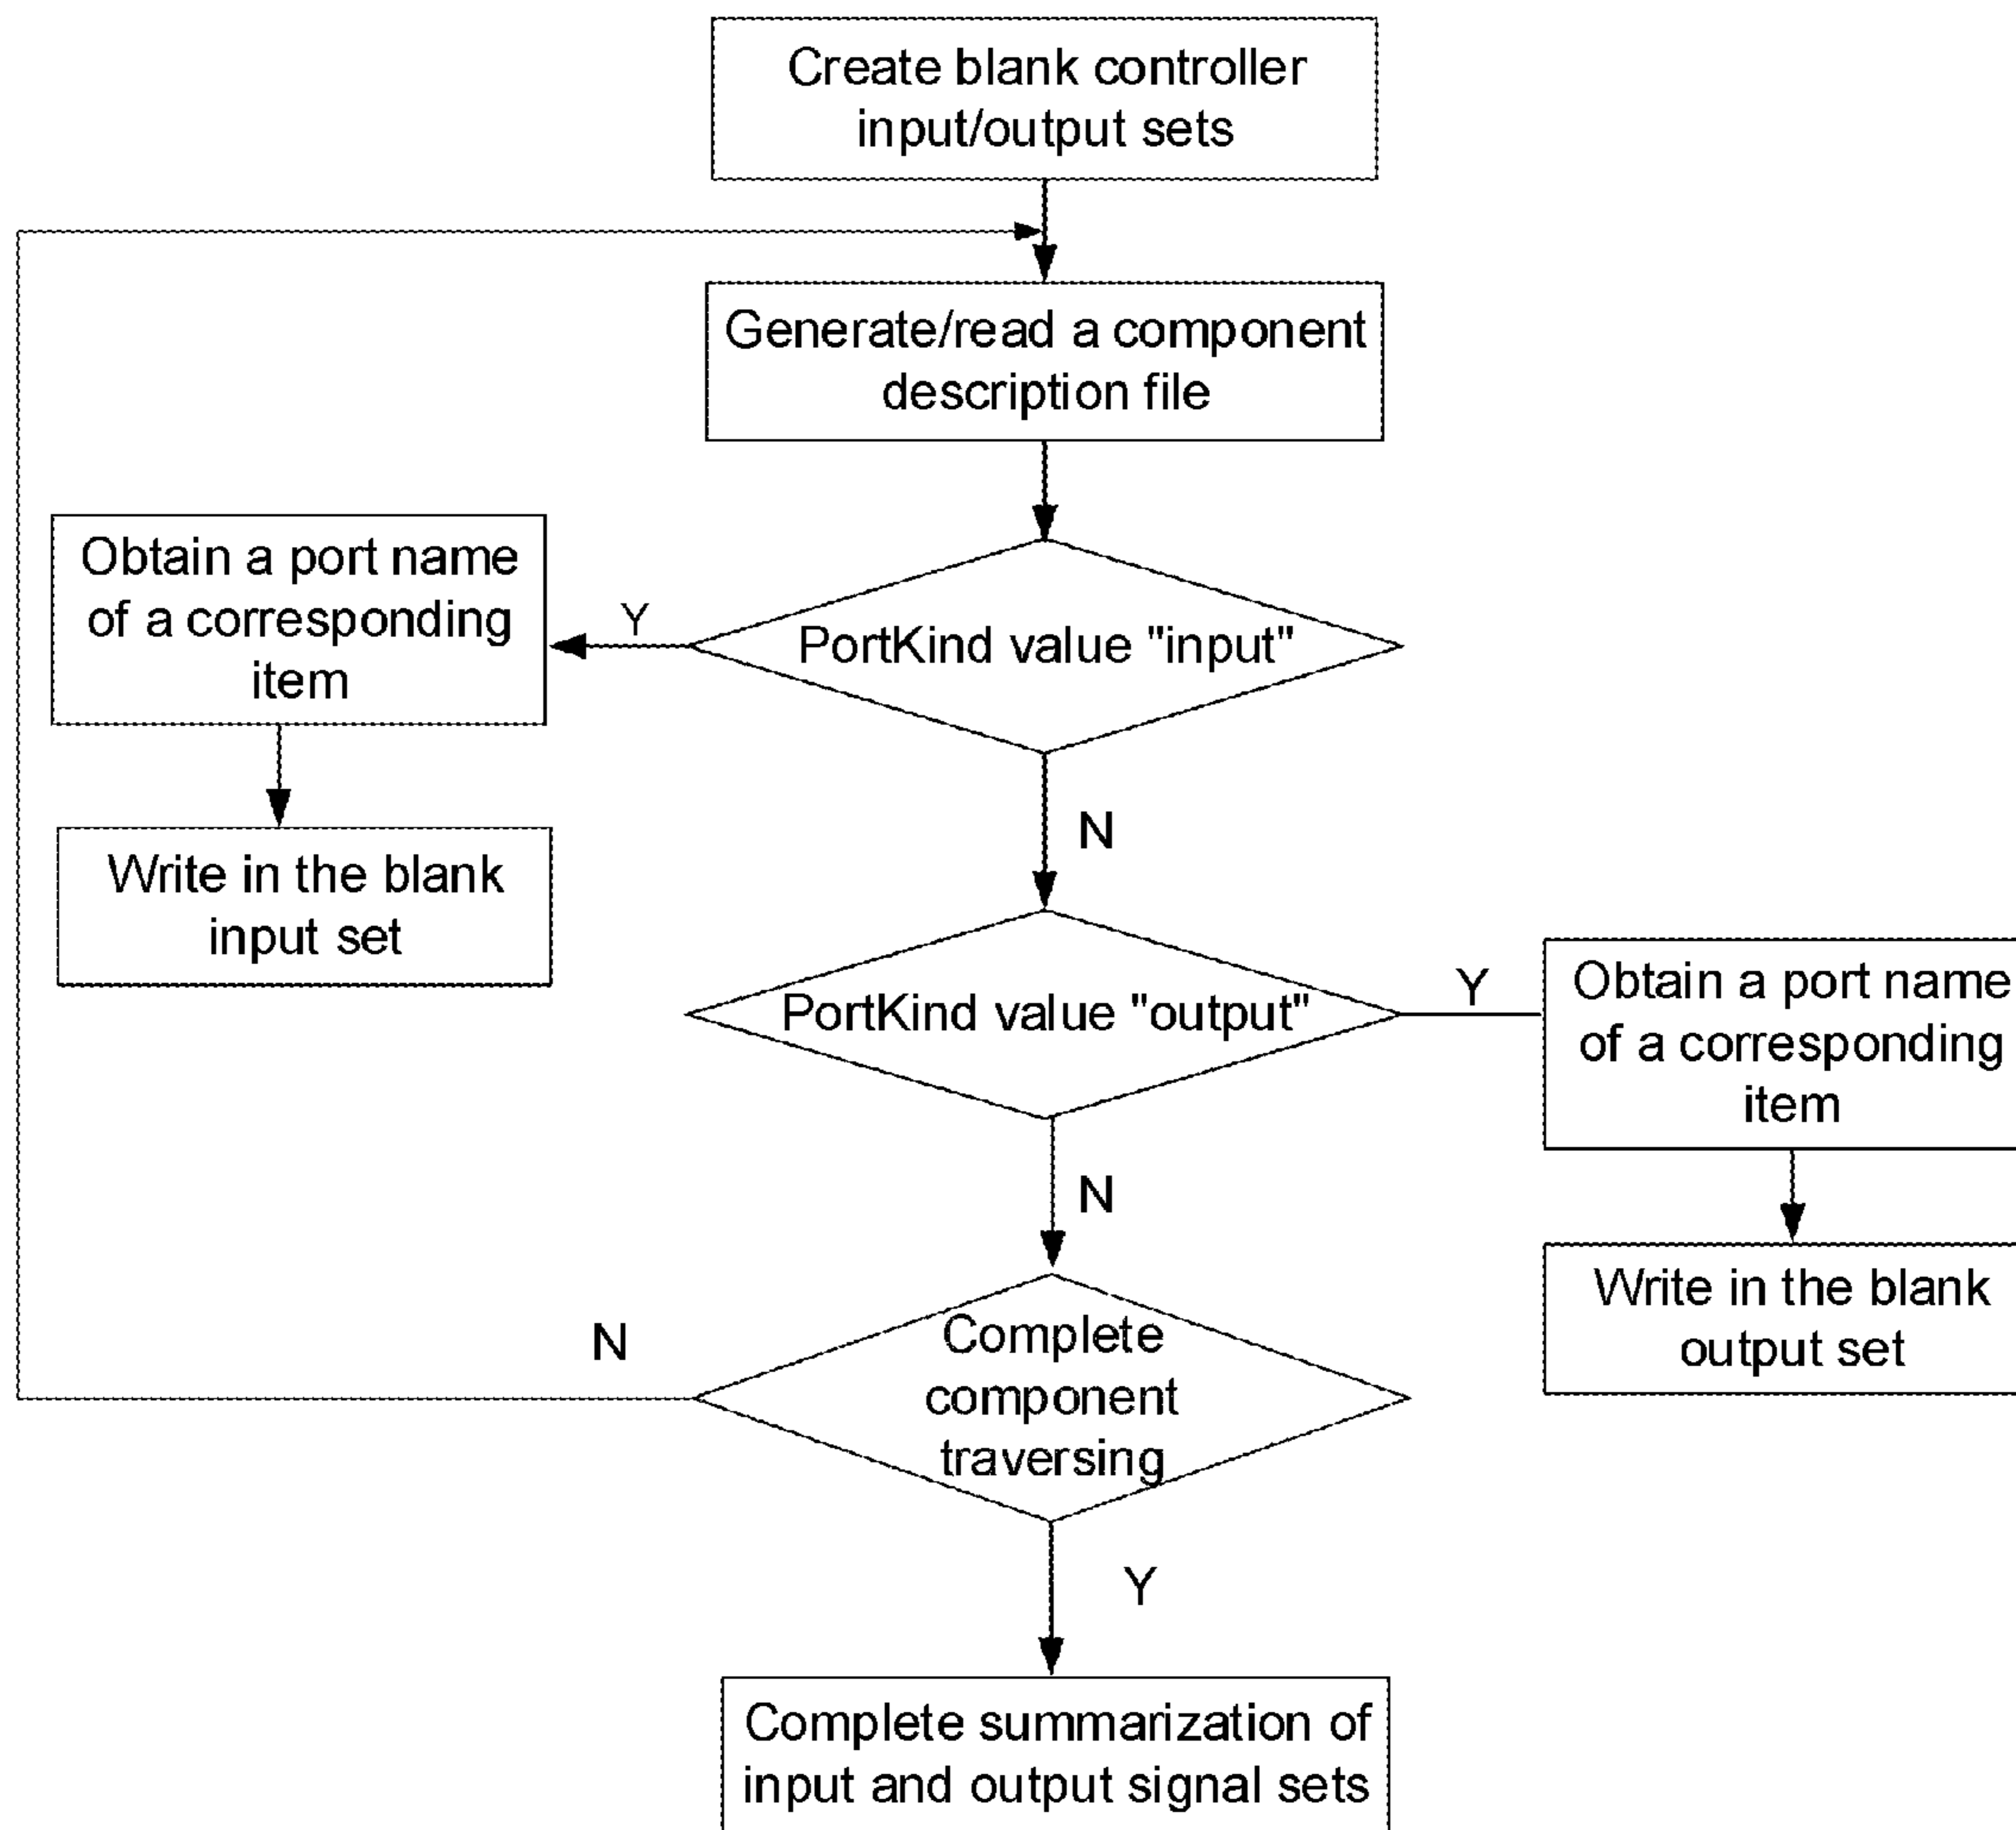 Create blank controller
input/output sets
Generate/read a component
description file
Obtain a port name
of a corresponding
item
Y
PortKind value "input"
Write in the blank
input set
N
PortKind value "output"
Y
Obtain a port name
of a corresponding
item
N
Write in the blank
output set
N
Complete
component
traversing
Y
Complete summarization of
input and output signal sets